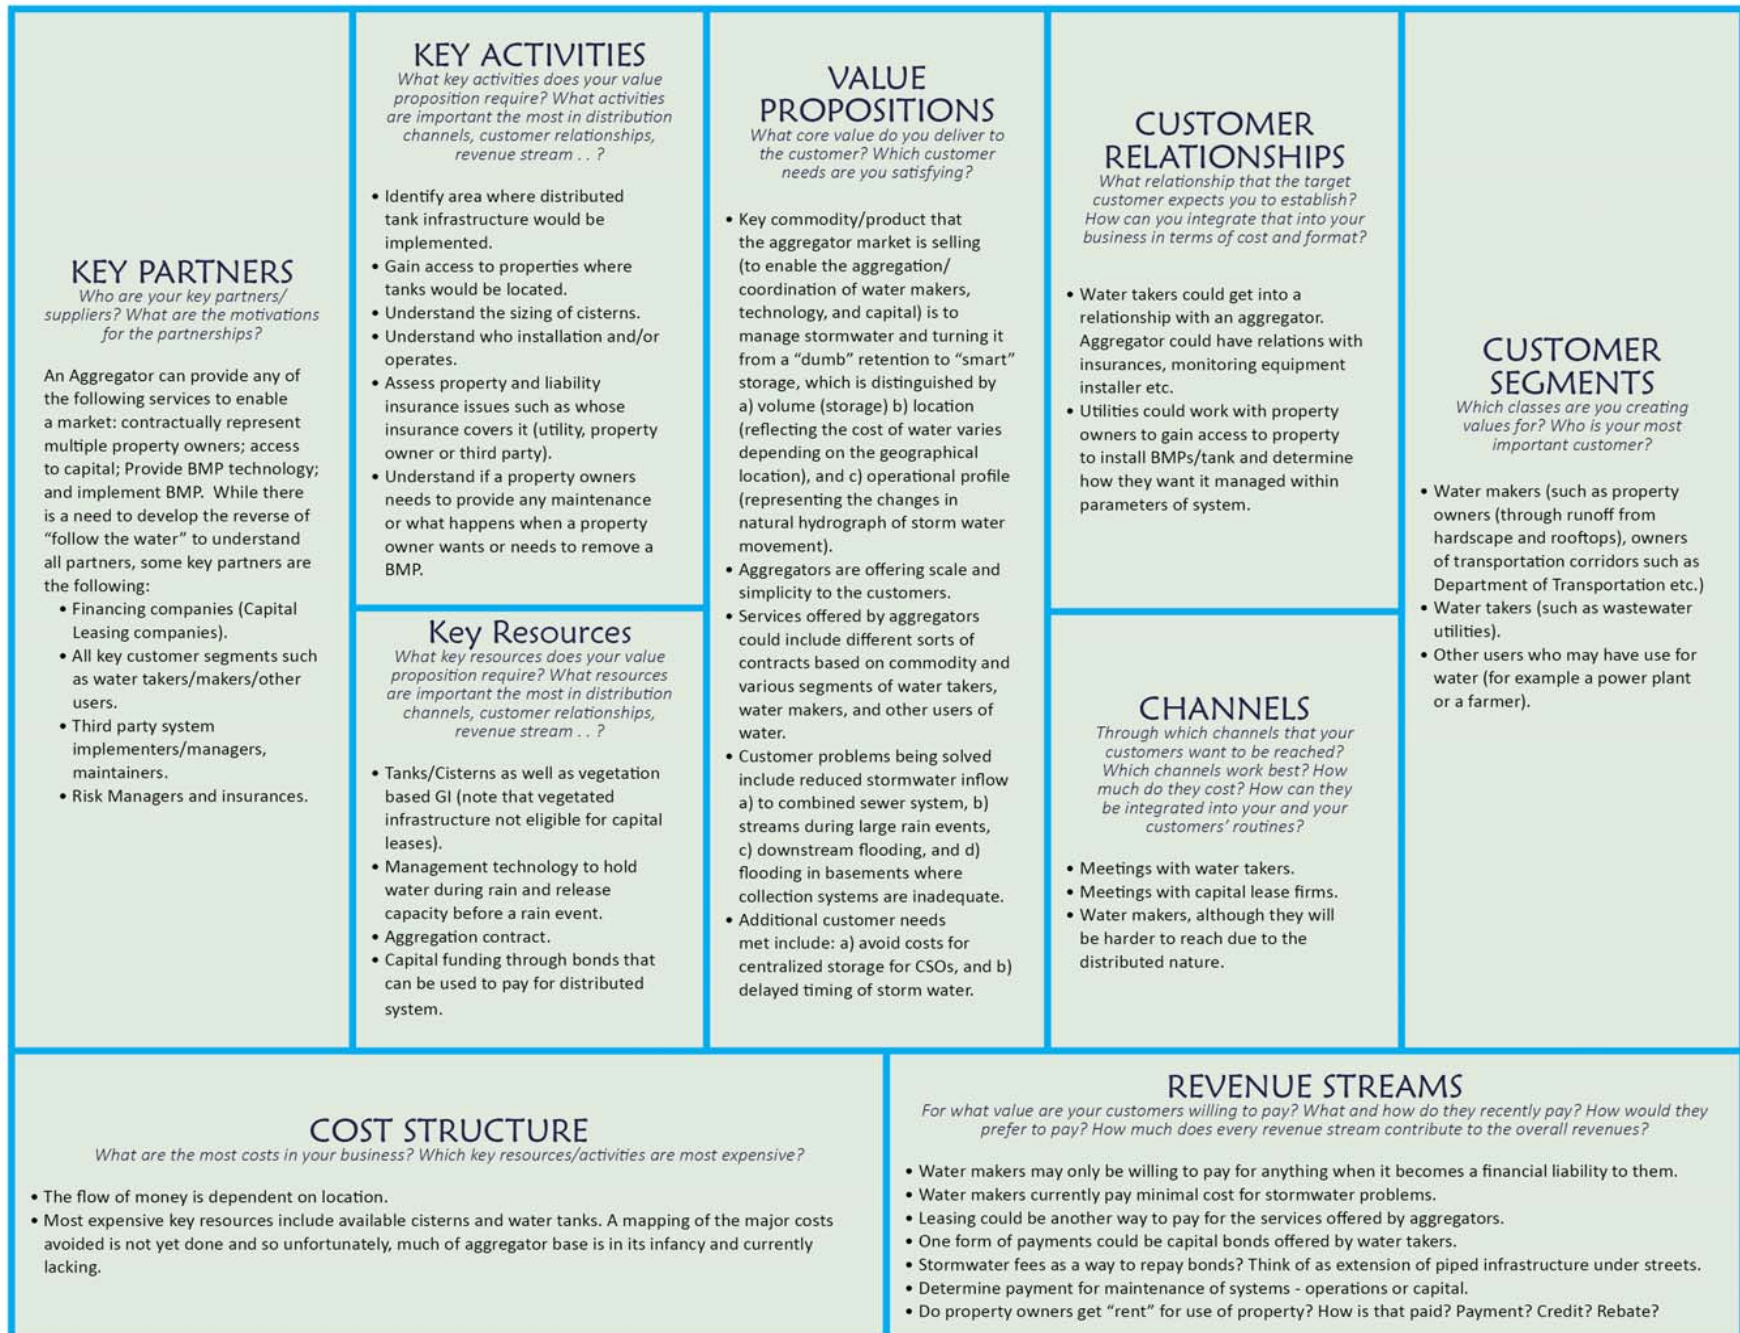 KEY PARTNERS
Who are your key partners/
suppliers? What are the motivations
for the partnerships?
An Aggregator can provide any of
the following services to enable
a market: contractually represent
multiple property owners; access
to capital; Provide BMP technology;
and implement BMP. While there
is a need to develop the reverse of
“follow the water” to understand
all partners, some key partners are
the following:
• Financing companies (Capital
Leasing companies).
• All key customer segments such
as water takers/makers/other
users.
• Third party system
implementers/managers,
maintainers.
• Risk Managers and insurances.
KEY ACTIVITIES
What key activities does your value
proposition require? What activities
are important the most in distribution
channels, customer relationships,
revenue stream . . ?
• Identify area where distributed
tank infrastructure would be
implemented.
• Gain access to properties where
tanks would be located.
• Understand the sizing of cisterns.
• Understand who installation and/or
operates.
• Assess property and liability
insurance issues such as whose
insurance covers it (utility, property
owner or third party).
• Understand if a property owners
needs to provide any maintenance
or what happens when a property
owner wants or needs to remove a
BMP.
Key Resources
What key resources does your value
proposition require? What resources
are important the most in distribution
channels, customer relationships,
revenue stream . . ?
• Tanks/Cisterns as well as vegetation
based GI (note that vegetated
infrastructure not eligible for capital
leases).
• Management technology to hold
water during rain and release
capacity before a rain event.
• Aggregation contract.
• Capital funding through bonds that
can be used to pay for distributed
system.
VALUE
PROPOSITIONS
What core value do you deliver to
the customer? Which customer
needs are you satisfying?
• Key commodity/product that
the aggregator market is selling
(to enable the aggregation/
coordination of water makers,
technology, and capital) is to
manage stormwater and turning it
from a “dumb” retention to “smart”
storage, which is distinguished by
a) volume (storage) b) location
(reflecting the cost of water varies
depending on the geographical
location), and c) operational profile
(representing the changes in
natural hydrograph of storm water
movement).
• Aggregators are offering scale and
simplicity to the customers.
• Services offered by aggregators
could include different sorts of
contracts based on commodity and
various segments of water takers,
water makers, and other users of
water.
• Customer problems being solved
include reduced stormwater inflow
a) to combined sewer system, b)
streams during large rain events,
c) downstream flooding, and d)
flooding in basements where
collection systems are inadequate.
• Additional customer needs
met include: a) avoid costs for
centralized storage for CSOs, and b)
delayed timing of storm water.
CUSTOMER
RELATIONSHIPS
What relationship that the target
customer expects you to establish?
How can you integrate that into your
business in terms of cost and format?
• Water takers could get into a
relationship with an aggregator.
Aggregator could have relations with
insurances, monitoring equipment
installer etc.
• Utilities could work with property
owners to gain access to property
to install BMPs/tank and determine
how they want it managed within
parameters of system.
CHANNELS
Through which channels that your
customers want to be reached?
Which channels work best? How
much do they cost? How can they
be integrated into your and your
customers’ routines?
• Meetings with water takers.
• Meetings with capital lease firms.
• Water makers, although they will
be harder to reach due to the
distributed nature.
CUSTOMER
SEGMENTS
Which classes are you creating
values for? Who is your most
important customer?
• Water makers (such as property
owners (through runoff from
hardscape and rooftops), owners
of transportation corridors such as
Department of Transportation etc.)
• Water takers (such as wastewater
utilities).
• Other users who may have use for
water (for example a power plant
or a farmer).
COST STRUCTURE
What are the most costs in your business? Which key resources/activities are most expensive?
• The flow of money is dependent on location.
• Most expensive key resources include available cisterns and water tanks. A mapping of the major costs
avoided is not yet done and so unfortunately, much of aggregator base is in its infancy and currently
lacking.
REVENUE STREAMS
For what value are your customers willing to pay? What and how do they recently pay? How would they
prefer to pay? How much does every revenue stream contribute to the overall revenues?
• Water makers may only be willing to pay for anything when it becomes a financial liability to them.
• Water makers currently pay minimal cost for stormwater problems.
• Leasing could be another way to pay for the services offered by aggregators.
• One form of payments could be capital bonds offered by water takers.
• Stormwater fees as a way to repay bonds? Think of as extension of piped infrastructure under streets.
• Determine payment for maintenance of systems - operations or capital.
• Do property owners get “rent” for use of property? How is that paid? Payment? Credit? Rebate?